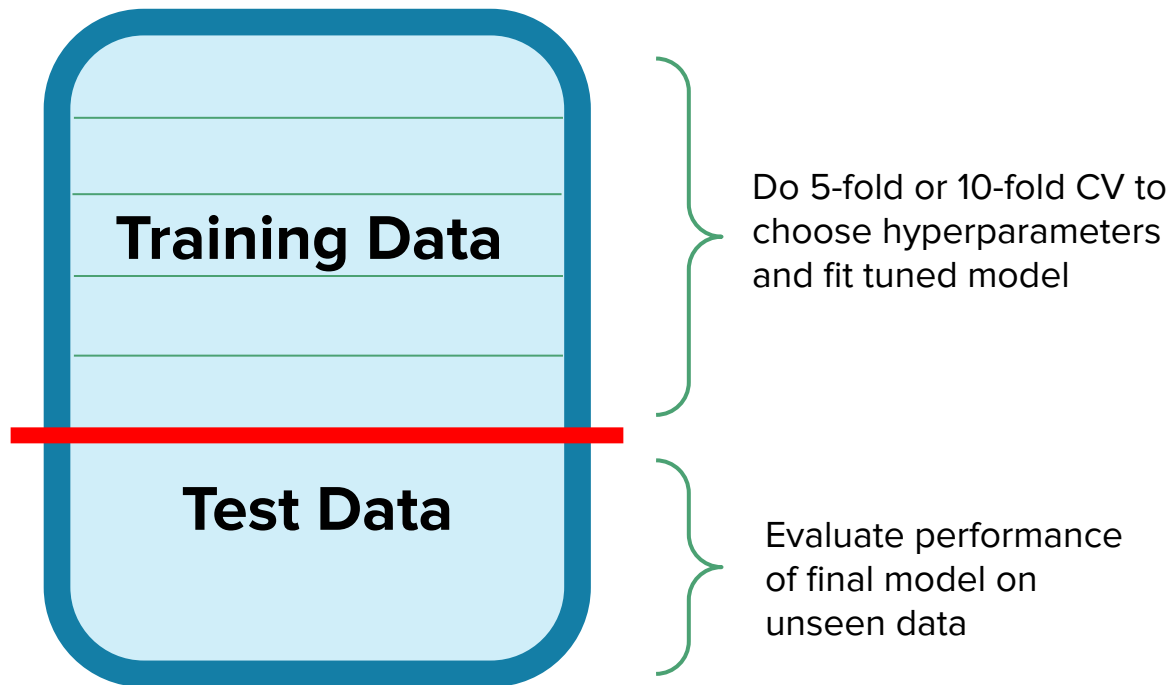 Training Data
Do 5-fold or 10-fold CV to
choose hyperparameters
and fit tuned model
Test Data
Evaluate performance
of final model on
unseen data